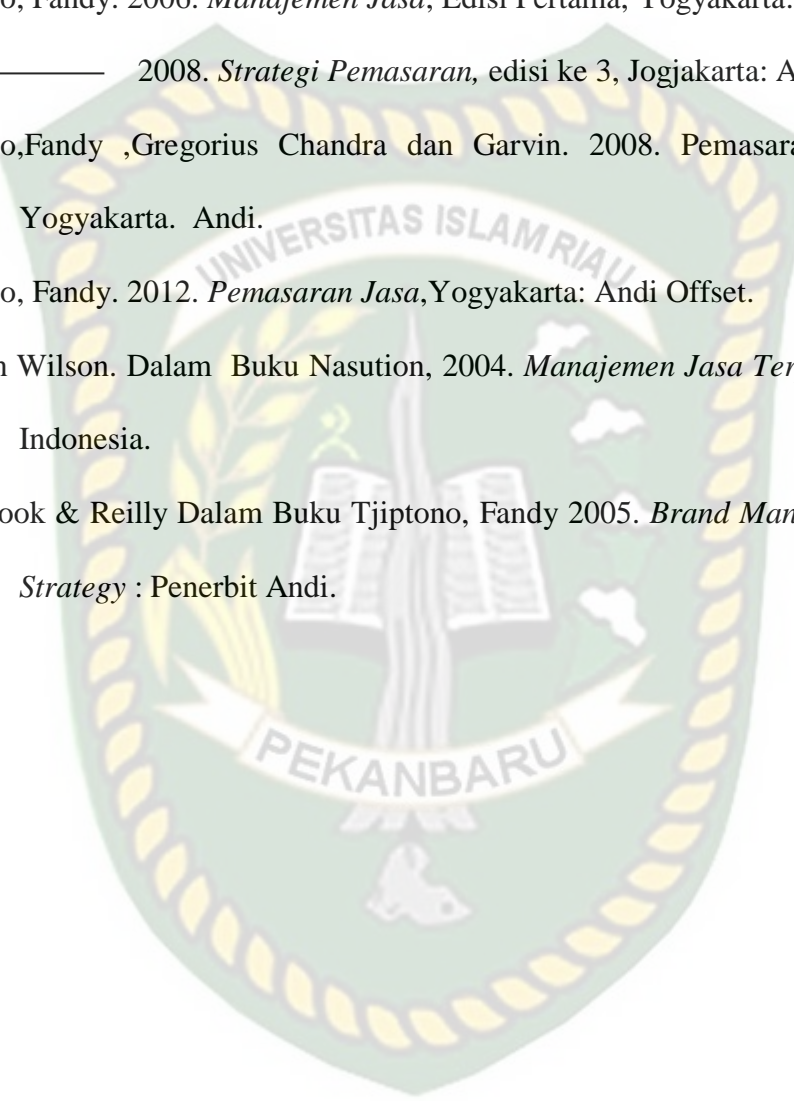 o, Fandy. 2006. Manajemen Jasa, Edisi Pertama, Yogyakarta.
2008. Strategi Pemasaran, edisi ke 3, Jogjakarta: A
o,Fandy ,Gregorius Chandra dan Garvin. 2008. Pemasara
Yogyakarta. Andi.
UNIVERSITAS ISLAM RIAU
o, Fandy. 2012. Pemasaran Jasa,Yogyakarta: Andi Offset.
n Wilson. Dalam Buku Nasution, 2004. Manajemen Jasa Ter
Indonesia.
ook & Reilly Dalam Buku Tjiptono, Fandy 2005. Brand Man
Strategy : Penerbit Andi.
PEKANBARU